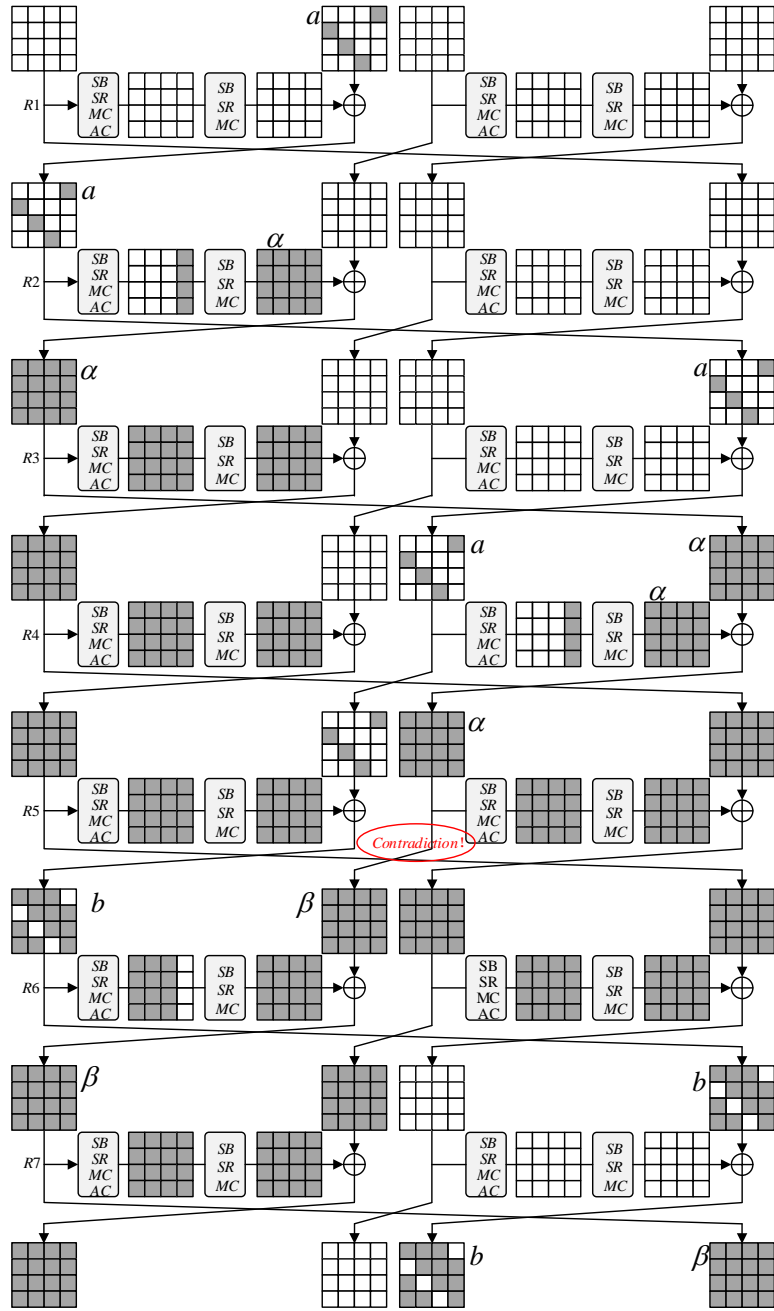 a
SB SB SB SB
SR SR SR SR
R1 MC MC MC MC
AC AC
a
α
SB SB SB SB
SR SR SR SR
R2 MC MC MC MC
AC AC
α a
SB SB SB SB
SR SR SR SR
R3 MC MC MC MC
AC AC
a α
α
SB SB SB SB
SR SR SR SR
R4 MC MC MC MC
AC AC
α
SB SB SB SB
SR SR SR SR
R5 MC MC MC MC
AC Contradiction! AC
b β
SB SB SB SB
SR SR SR SR
R6 MC MC MC MC
AC AC
β b
SB SB SB SB
SR SR SR SR
R7 MC MC MC MC
AC AC
b β